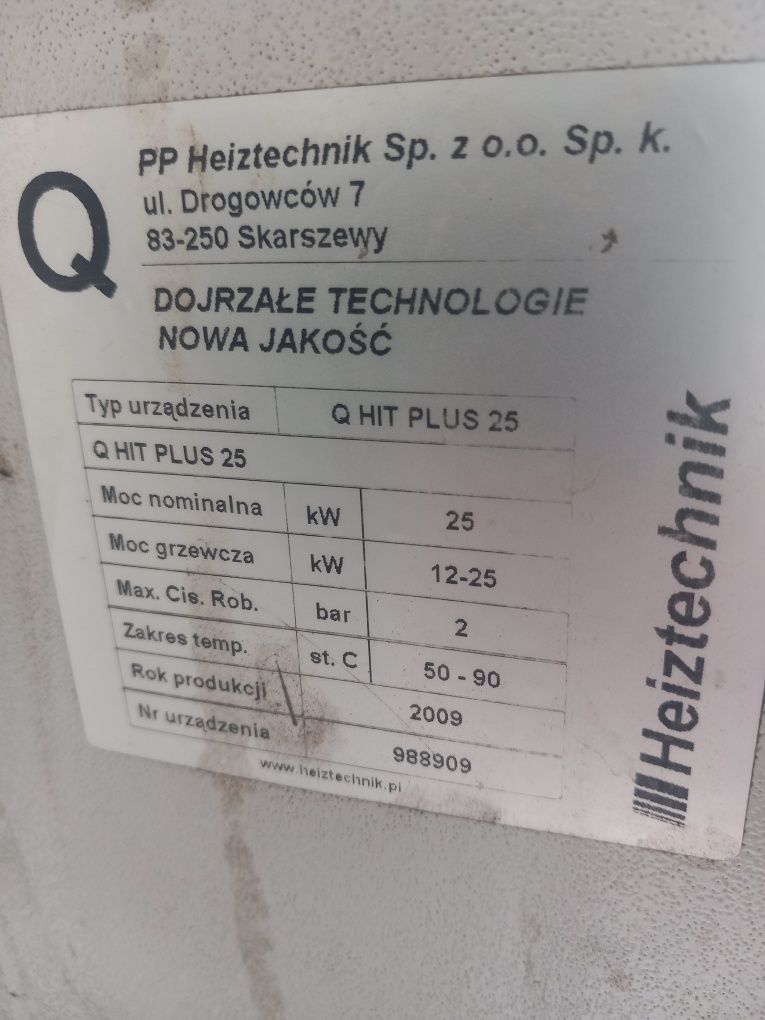 Q
PP Heiztechnik Sp. z o.o. Sp. k.
ul. Drogowców 7
83-250 Skarszewy
DOJRZAŁE TECHNOLOGIE
NOWA JAKOŚĆ
Typ urządzenia Q HIT PLUS 25
Q HIT PLUS 25
Moc nominalna kW 25
Moc grzewcza kW 12-25
Max. Cis. Rob. bar 2
Zakres temp. st. C 50 - 90
Rok produkcji 2009
Nr urządzenia 988909
www.heiztechnik.pl
Heiztechnik